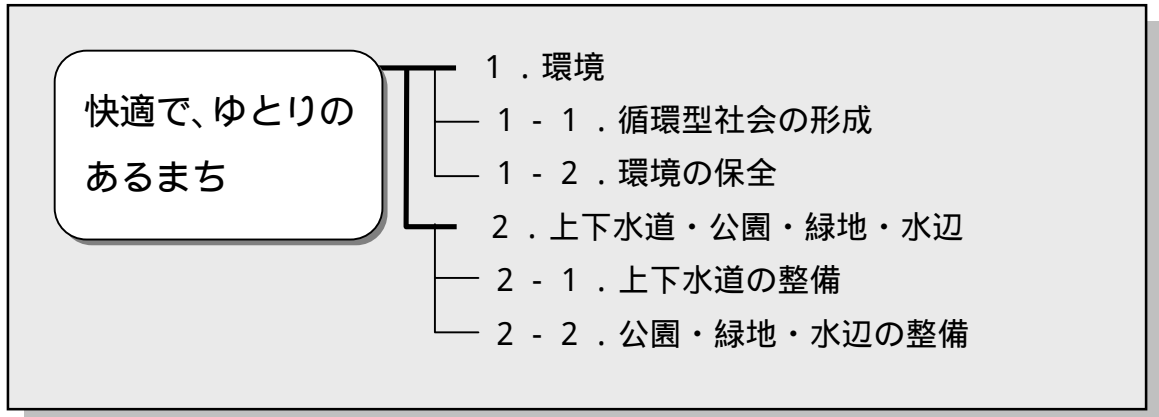 快適で、ゆとりの
あるまち
１．環境
１-１．循環型社会の形成
１-２．環境の保全
２．上下水道・公園・緑地・水辺
２-１．上下水道の整備
２-２．公園・緑地・水辺の整備